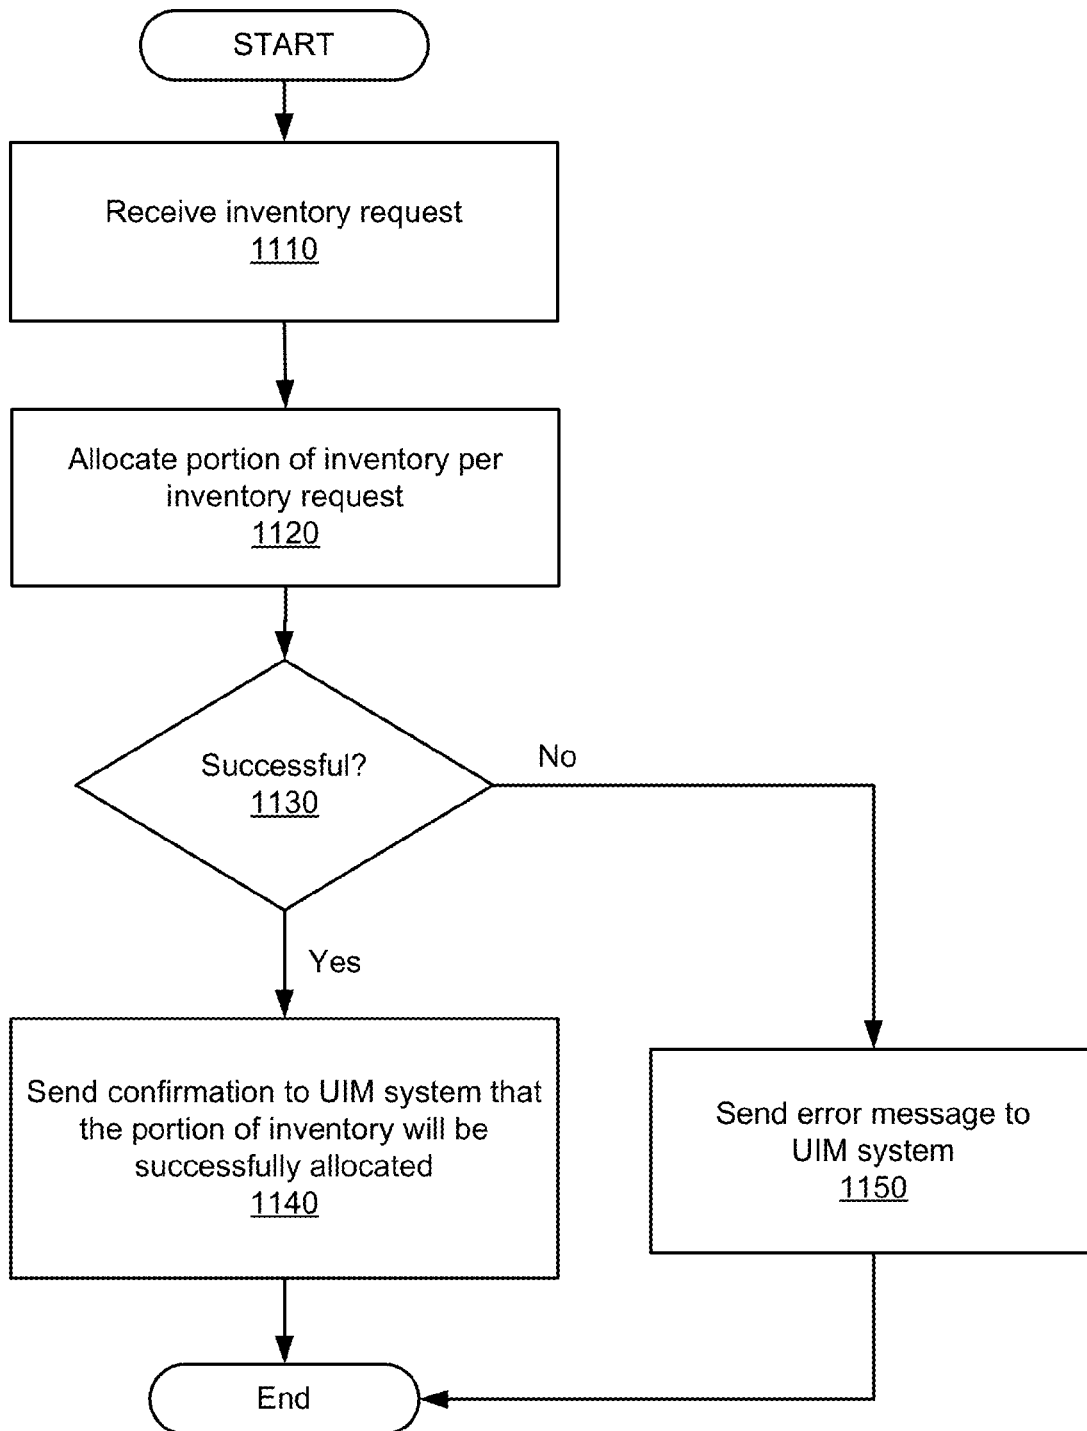 START
Receive inventory request
1110
Allocate portion of inventory per
inventory request
1120
Successful?
1130
No
Yes
Send confirmation to UIM system that
the portion of inventory will be
successfully allocated
1140
Send error message to
UIM system
1150
End